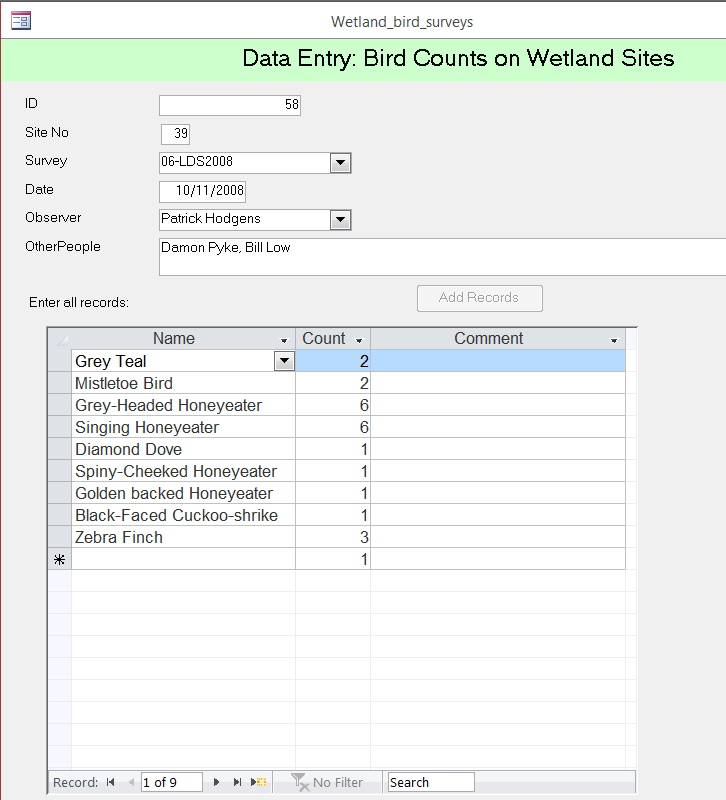 Wetland_bird_surveys
Data Entry: Bird Counts on Wetland Sites
ID 58
Site No 39
Survey 06-LDS2008
Date 10/11/2008
Observer Patrick Hodgens
OtherPeople Damon Pyke, Bill Low
Enter all records: Add Records
Name Count Comment
Grey Teal 2
Mistletoe Bird 2
Grey-Headed Honeyeater 6
Singing Honeyeater 6
Diamond Dove 1
Spiny-Cheeked Honeyeater 1
Golden backed Honeyeater 1
Black-Faced Cuckoo-shrike 1
Zebra Finch 3
* 1
Record: 1 of 9 No Filter Search